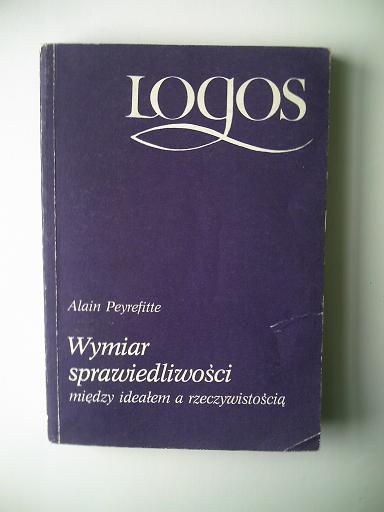 LOGOS
Alain Peyrefitte
Wymiar
sprawiedliwości
między ideałem a rzeczywistością